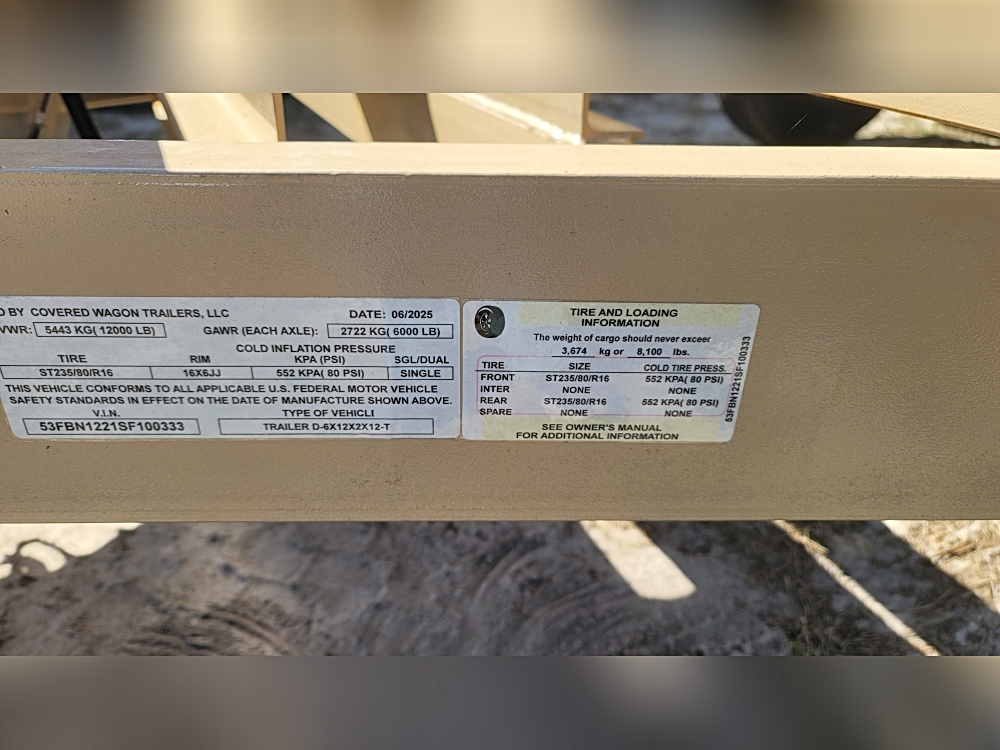 D BY COVERED WAGON TRAILERS, LLC DATE: 06/2025
VWR: 5443 KG( 12000 LB) GAWR (EACH AXLE): 2722 KG( 6000 LB)
COLD INFLATION PRESSURE
TIRE RIM KPA (PSI) SGL/DUAL
ST235/80/R16 16X6JJ 552 KPA( 80 PSI) SINGLE
THIS VEHICLE CONFORMS TO ALL APPLICABLE U.S. FEDERAL MOTOR VEHICLE
SAFETY STANDARDS IN EFFECT ON THE DATE OF MANUFACTURE SHOWN ABOVE.
V.I.N. TYPE OF VEHICLE
53FBN1221SF100333 TRAILER D-6X12X2X12-T
TIRE AND LOADING
INFORMATION
The weight of cargo should never exceed
3,674 kg or 8,100 lbs.
TIRE SIZE COLD TIRE PRESS.
FRONT ST235/80/R16 552 KPA( 80 PSI)
INTER NONE NONE
REAR ST235/80/R16 552 KPA( 80 PSI)
SPARE NONE NONE
SEE OWNER'S MANUAL
FOR ADDITIONAL INFORMATION
53FBN1221SF100333